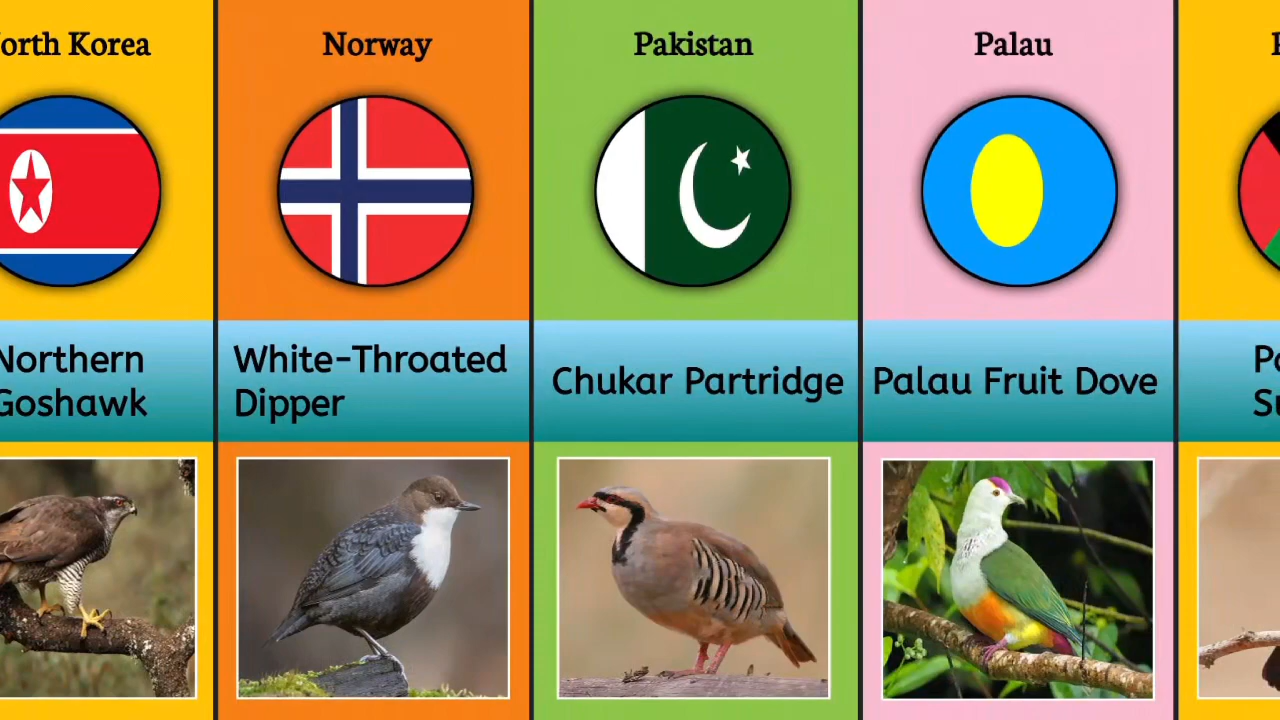 orth Korea
Norway
Pakistan
Palau
Northern
Goshawk
White-Throated
Dipper
Chukar Partridge
Palau Fruit Dove